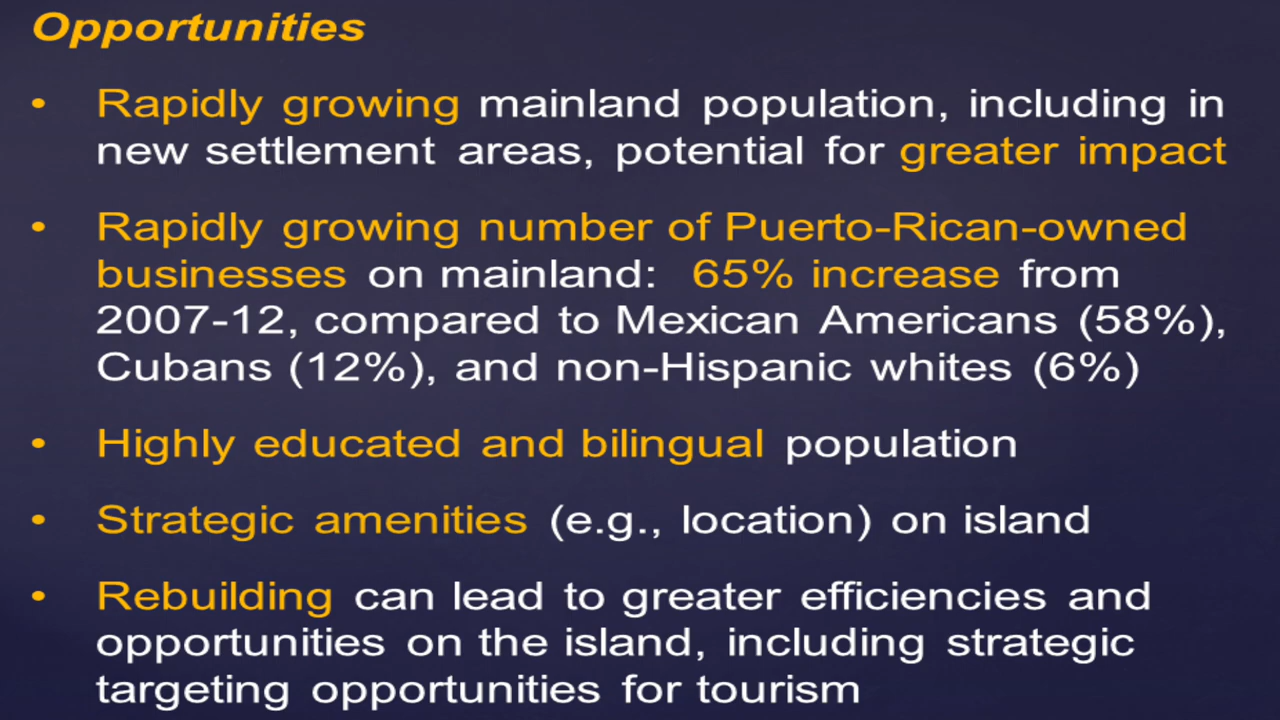 Opportunities
• Rapidly growing mainland population, including in
new settlement areas, potential for greater impact
• Rapidly growing number of Puerto-Rican-owned
businesses on mainland: 65% increase from
2007-12, compared to Mexican Americans (58%),
Cubans (12%), and non-Hispanic whites (6%)
• Highly educated and bilingual population
• Strategic amenities (e.g., location) on island
• Rebuilding can lead to greater efficiencies and
opportunities on the island, including strategic
targeting opportunities for tourism